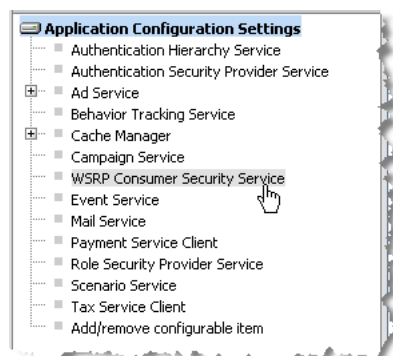 Application Configuration Settings
Authentication Hierarchy Service
Authentication Security Provider Service
Ad Service
Behavior Tracking Service
Cache Manager
Campaign Service
WSRP Consumer Security Service
Event Service
Mail Service
Payment Service Client
Role Security Provider Service
Scenario Service
Tax Service Client
Add/remove configurable item